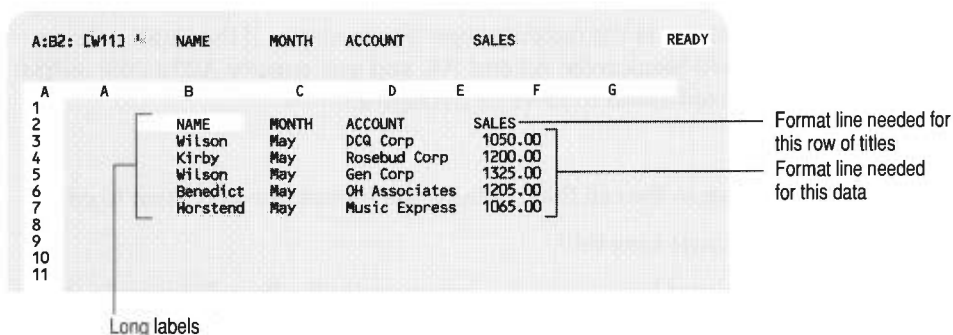 A:B2: [W11] NAME MONTH ACCOUNT SALES READY
A A B C D E F G
1
2 NAME MONTH ACCOUNT SALES Format line needed for
3 Wilson May DCQ Corp 1050.00 this row of titles
4 Kirby May Rosebud Corp 1200.00 Format line needed
5 Wilson May Gen Corp 1325.00 for this data
6 Benedict May OH Associates 1205.00
7 Horstend May Music Express 1065.00
8
9
10
11
Long labels